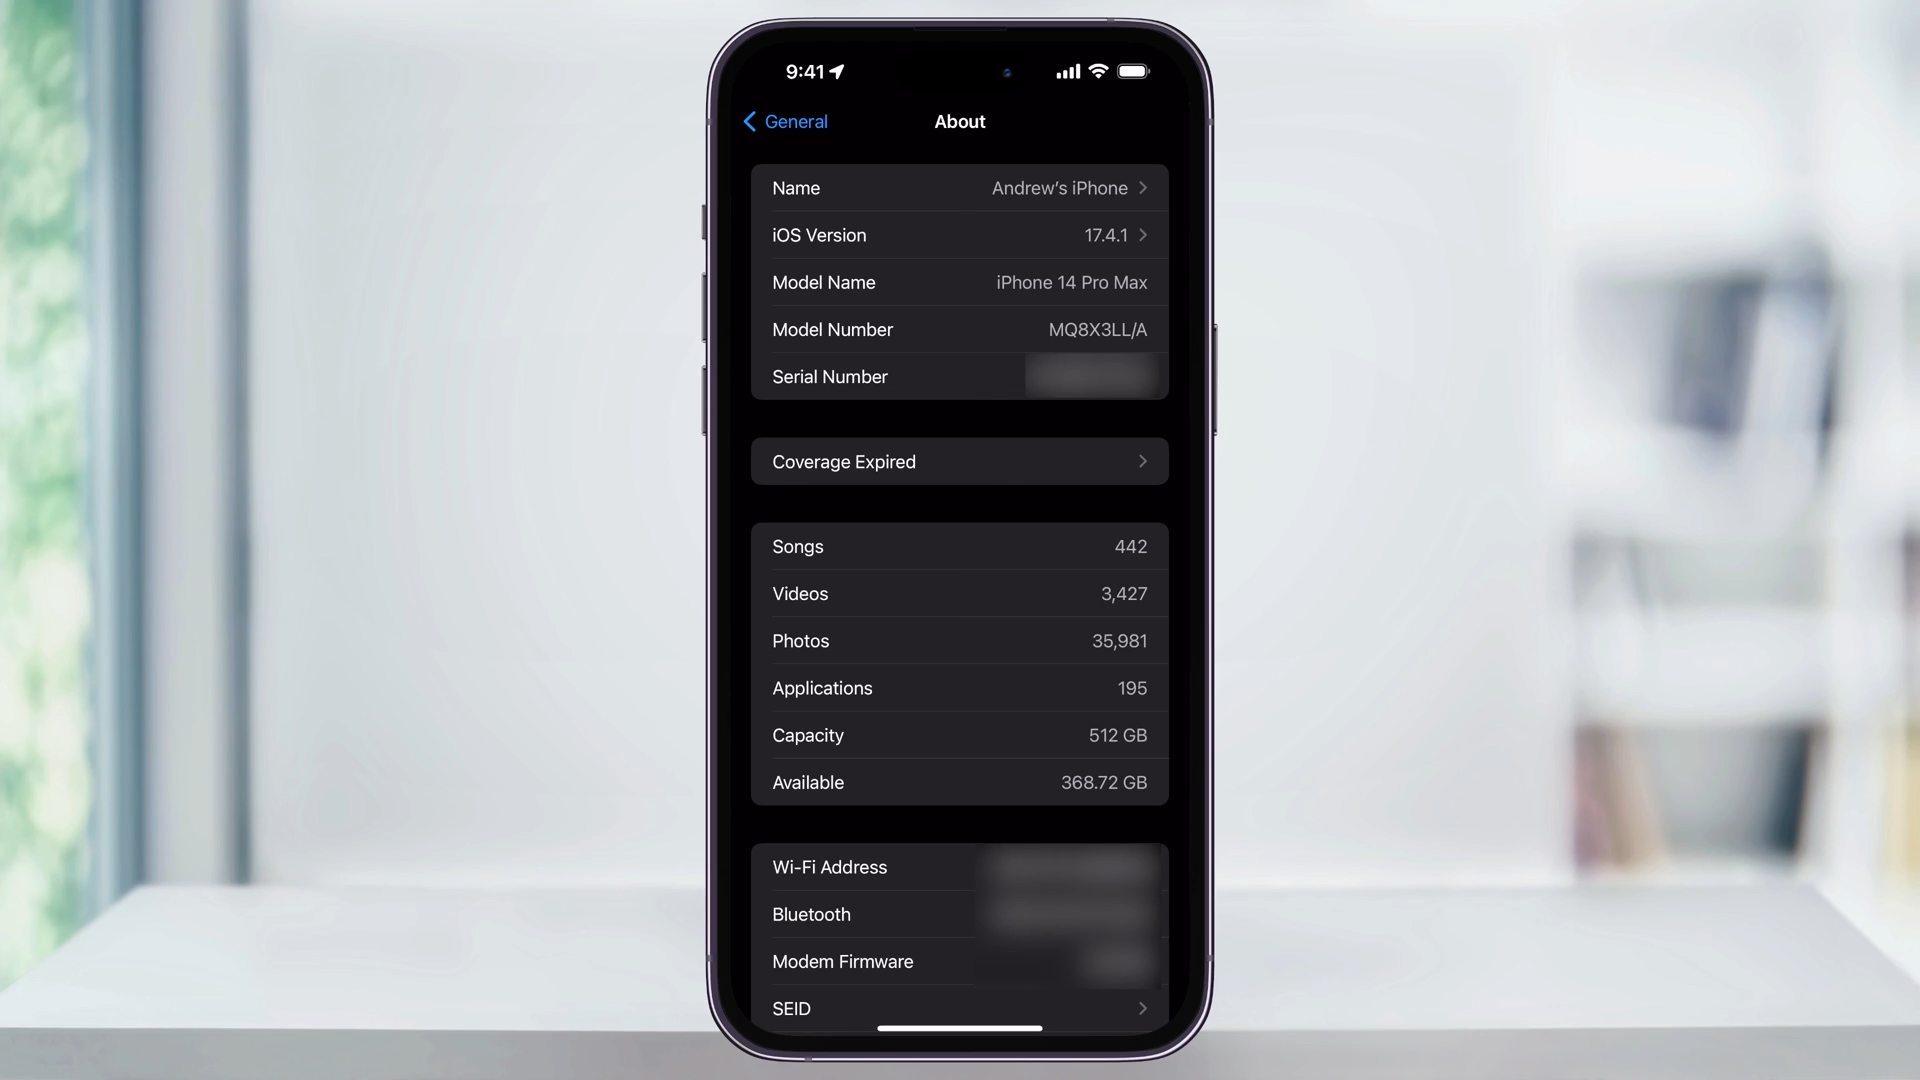 9:41
General
About
Name Andrew's iPhone
iOS Version 17.4.1
Model Name iPhone 14 Pro Max
Model Number MQ8X3LL/A
Serial Number
Coverage Expired
Songs 442
Videos 3,427
Photos 35,981
Applications 195
Capacity 512 GB
Available 368.72 GB
Wi-Fi Address
Bluetooth
Modem Firmware
SEID